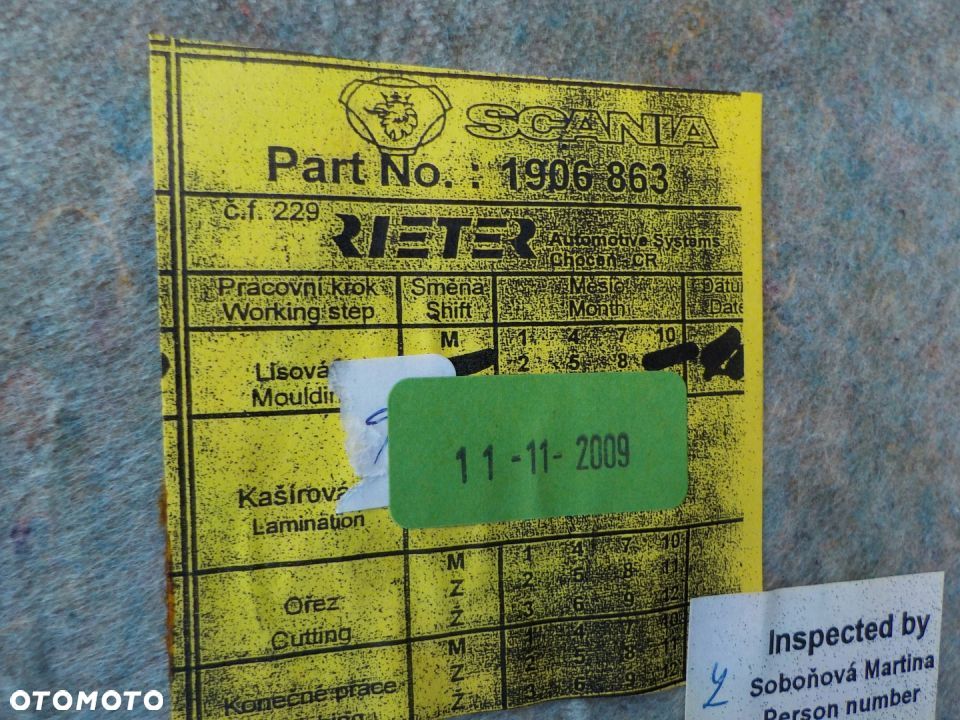 SCANIA
Part No. : 1906 863
č.f. 229 RIETER Automotive Systems
Choceň - CR
Pracovní krok Směna Měsíc Datu
Working step Shift Month Date
M 1 4 7 10
Lisová 2 5 8
Mouldin
9
11-11-2009
Kašírová
Lamination
M 1 4 7 10
Z 2 5 8 11
Ořez Ž 3 6 9 12
Cutting
M 1 4 7 10
Z 2 5 8 11
Konečné práce Ž 3 6 9 12
Inspected by
Soboňová Martina
Person number
OTOMOTO